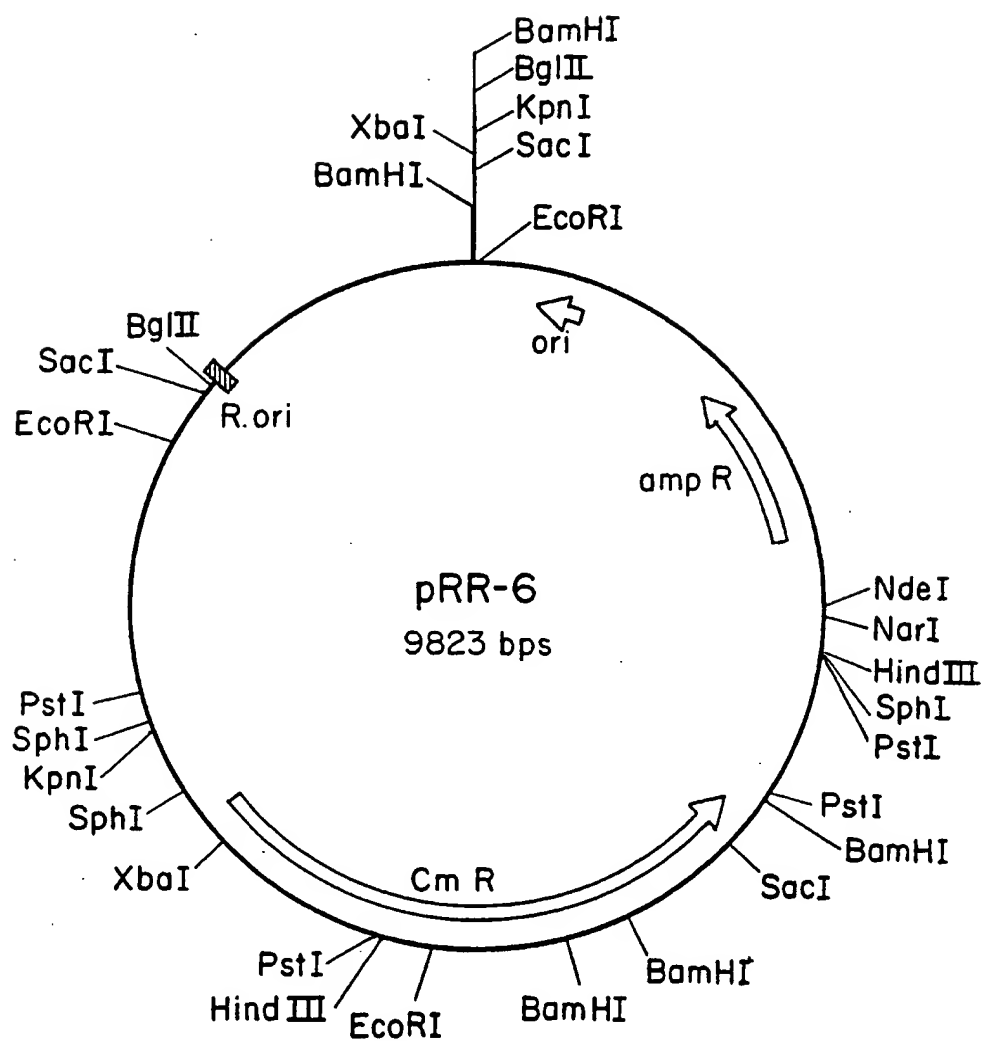 BamHI
BglII
KpnI
XbaI
SacI
BamHI
EcoRI
ori
BglII
SacI
R.ori
EcoRI
amp R
pRR-6
9823 bps
NdeI
NarI
HindIII
SphI
PstI
PstI
SphI
KpnI
SphI
XbaI
PstI
BamHI
SacI
Cm R
PstI
HindIII
EcoRI
BamHI
BamHI